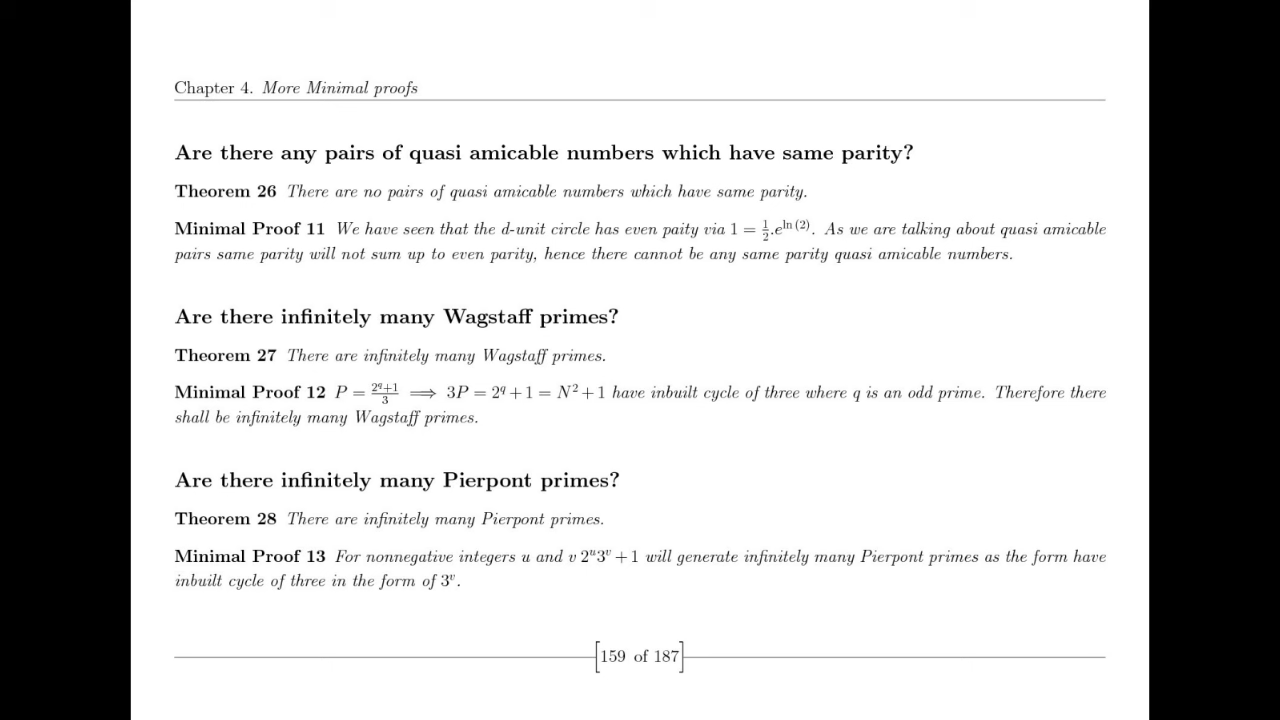 Chapter 4. More Minimal proofs
Are there any pairs of quasi amicable numbers which have same parity?
Theorem 26 There are no pairs of quasi amicable numbers which have same parity.
Minimal Proof 11 We have seen that the d-unit circle has even paity via 1 = ½.e^{ln (2)}. As we are talking about quasi amicable
pairs same parity will not sum up to even parity, hence there cannot be any same parity quasi amicable numbers.
Are there infinitely many Wagstaff primes?
Theorem 27 There are infinitely many Wagstaff primes.
Minimal Proof 12 P = \frac{2^q+1}{3} ⟹ 3P = 2^q + 1 = N² + 1 have inbuilt cycle of three where q is an odd prime. Therefore there
shall be infinitely many Wagstaff primes.
Are there infinitely many Pierpont primes?
Theorem 28 There are infinitely many Pierpont primes.
Minimal Proof 13 For nonnegative integers u and v 2^u3^v + 1 will generate infinitely many Pierpont primes as the form have
inbuilt cycle of three in the form of 3^v.
[159 of 187]